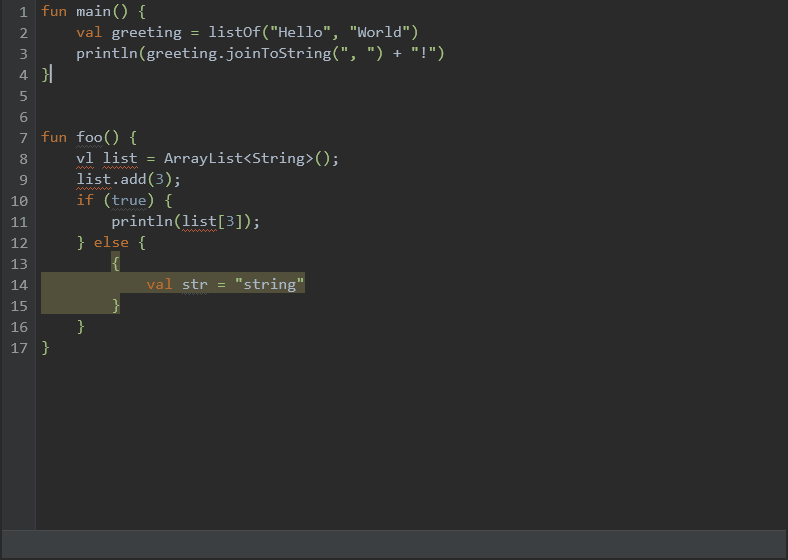 1 fun main() {
2     val greeting = listOf("Hello", "World")
3     println(greeting.joinToString(", ") + "!")
4 }
5
6
7 fun foo() {
8     vl list = ArrayList<String>();
9     list.add(3);
10     if (true) {
11         println(list[3]);
12     } else {
13         {
14             val str = "string"
15         }
16     }
17 }